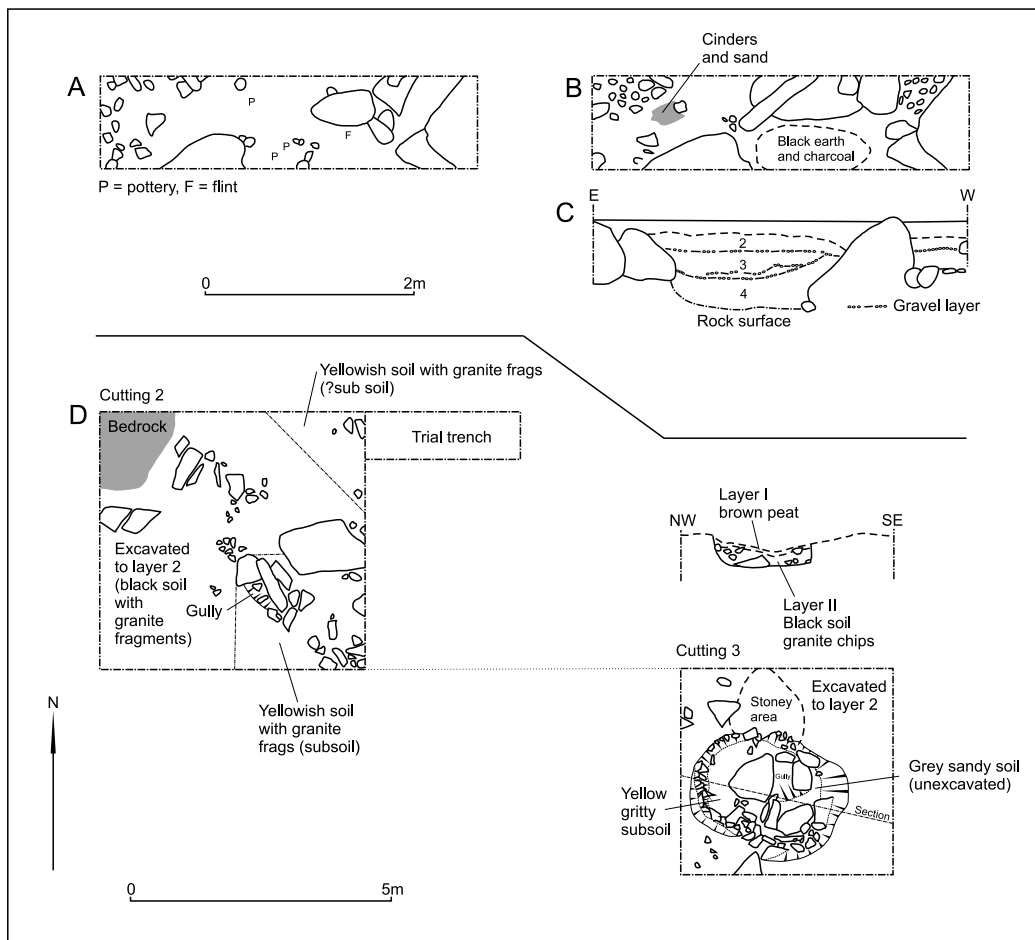 A
P
P
P
F
P = pottery, F = flint
0
2m
Cinders
and sand
B
Black earth
and charcoal
C
E
W
2
3
4
Rock surface
Gravel layer
Yellowish soil with granite frags
(?sub soil)
Cutting 2
D
Bedrock
Trial trench
Excavated
to layer 2
(black soil
with
granite
fragments)
Gully
Yellowish soil
with granite
frags (subsoil)
N
0
5m
Layer I
brown peat
NW
SE
Layer II
Black soil
granite chips
Cutting 3
Stoney
area
Excavated
to layer 2
Gully
Grey sandy soil
(unexcavated)
Yellow
gritty
subsoil
Section